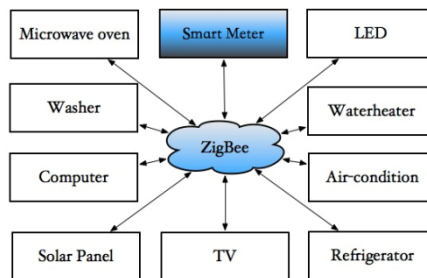 Microwave oven
Smart Meter
LED
Washer
Waterheater
ZigBee
Computer
Air-condition
Solar Panel
TV
Refrigerator